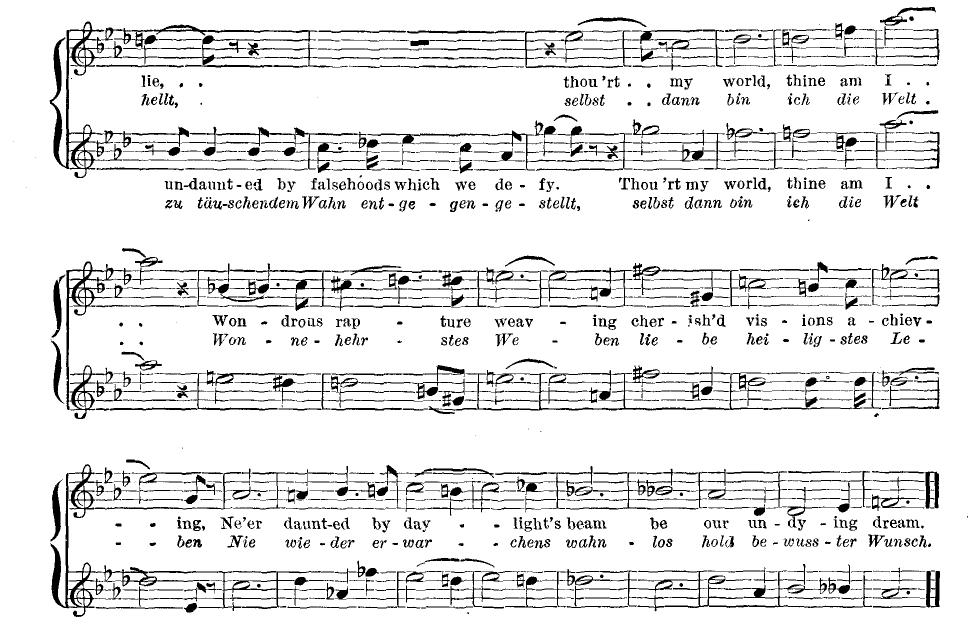 lie, . . thou'rt . . my world, thine am I . .
hellt, . selbst . . dann bin ich die Welt .
un-daunt-ed by falsehoods which we de-fy. Thou'rt my world, thine am I . .
zu täu-schendem Wahn ent-ge-gen-ge-stellt, selbst dann bin ich die Welt
. . Won-drous rap-ture weav-ing cher-ish'd vis-ions a-chiev-
. . Won-ne-hehr-stes We-ben lie-be hei-lig-stes Le-
- - ing, Ne'er daunt-ed by day - - light's beam be our un-dy-ing dream.
- - ben Nie wie-der er-war - - chens wahn-los hold be-wuss-ter Wunsch.